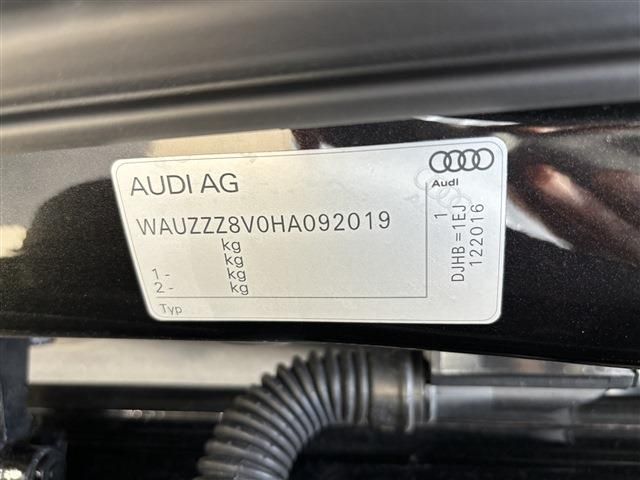 AUDI AG
Audi
WAUZZZ8V0HA092019
kg
kg
1 - kg
2 - kg
Typ
1
DJHB=1EJ
122016